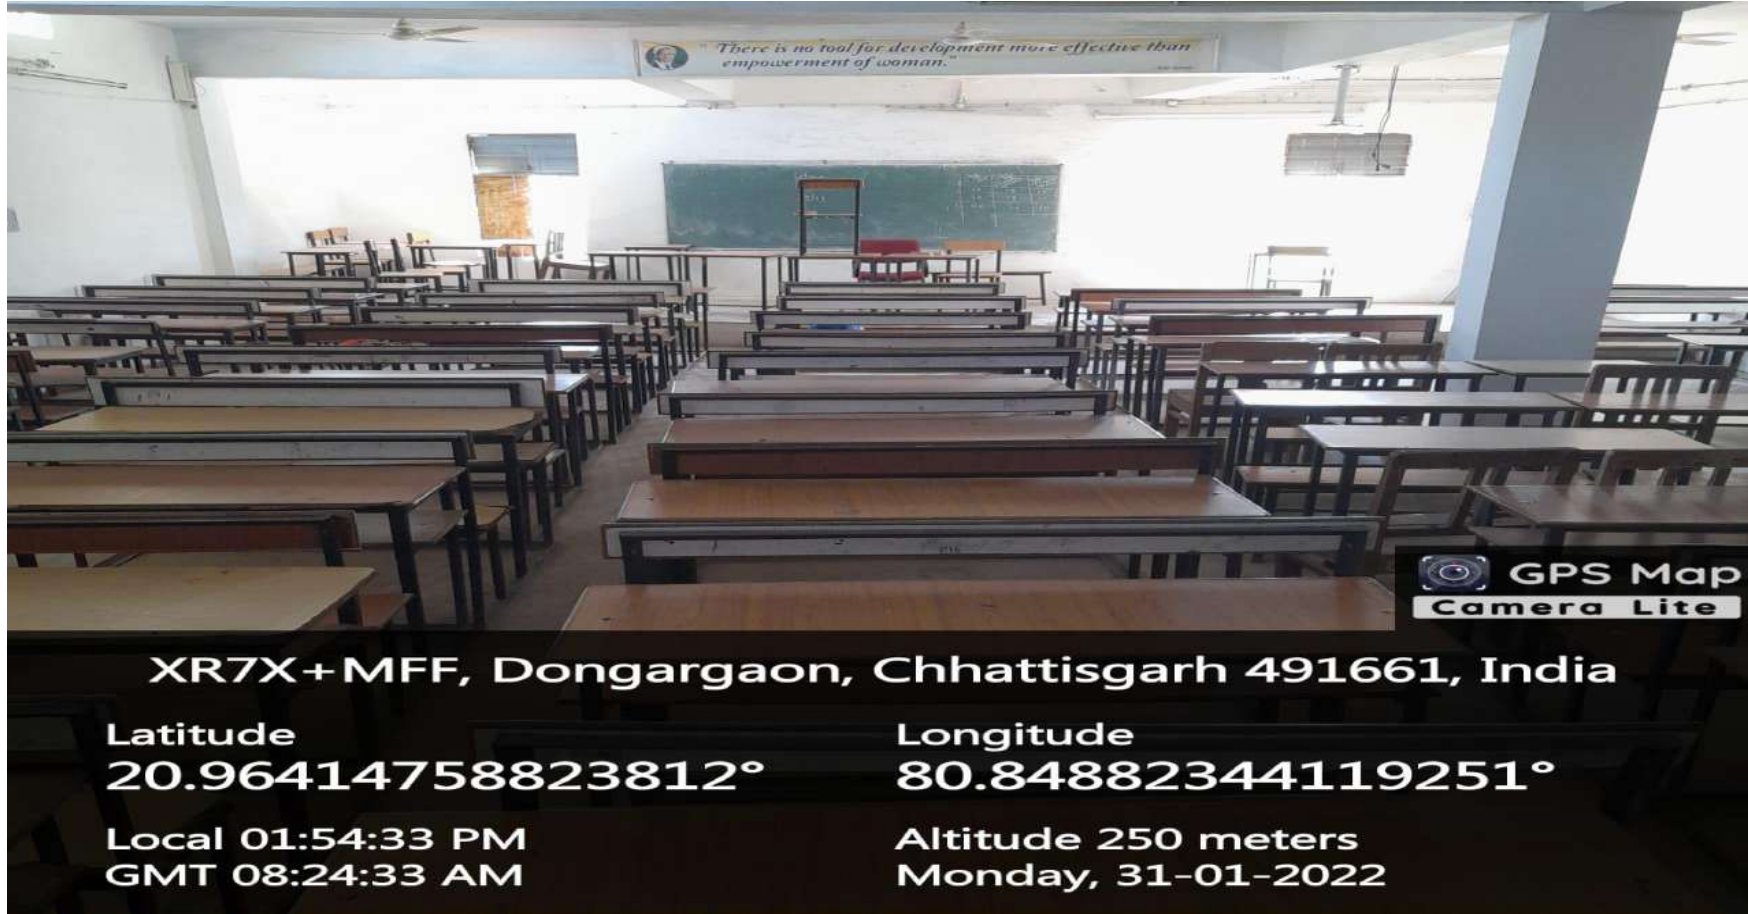 " There is no tool for development more effective than
empowerment of woman."
GPS Map
Camera Lite
XR7X+MFF, Dongargaon, Chhattisgarh 491661, India
Latitude
20.96414758823812°
Longitude
80.848823441119251°
Local 01:54:33 PM
GMT 08:24:33 AM
Altitude 250 meters
Monday, 31-01-2022